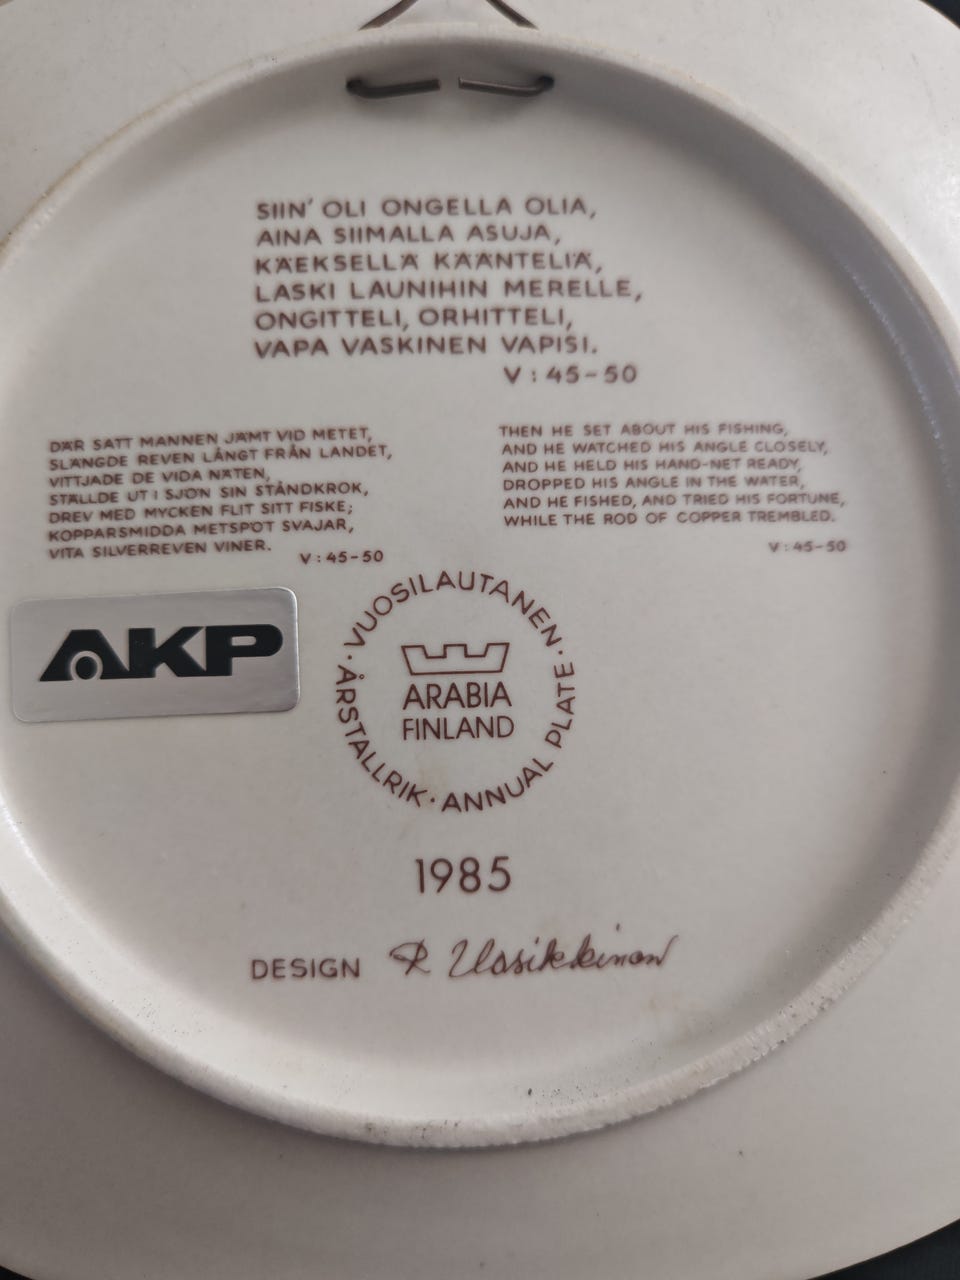 SIIN' OLI ONGELLA OLIA,
AINA SIIMALLA ASUJA,
KÄEKSELLÄ KÄÄNTELIÄ,
LASKI LAUNIHIN MERELLE,
ONGITTELI, ORHITTELI,
VAPA VASKINEN VAPISI.
V : 45-50
DÄR SATT MANNEN JÄMT VID METET,
SLÄNGDE REVEN LÅNGT FRÅN LANDET,
VITTJADE DE VIDA NÄTEN,
STÄLLDE UT I SJÖN SIN STÅNDKROK,
DREV MED MYCKEN FLIT SITT FISKE;
KOPPARSMIDDA METSPÖT SVAJAR,
VITA SILVERREVEN VINER.
V : 45-50
THEN HE SET ABOUT HIS FISHING,
AND HE WATCHED HIS ANGLE CLOSELY,
AND HE HELD HIS HAND-NET READY,
DROPPED HIS ANGLE IN THE WATER,
AND HE FISHED, AND TRIED HIS FORTUNE,
WHILE THE ROD OF COPPER TREMBLED.
V : 45-50
AKP
· VUOSILAUTANEN · ANNUAL PLATE · ÅRSTALLRIK
ARABIA
FINLAND
1985
DESIGN R Uosikkinen